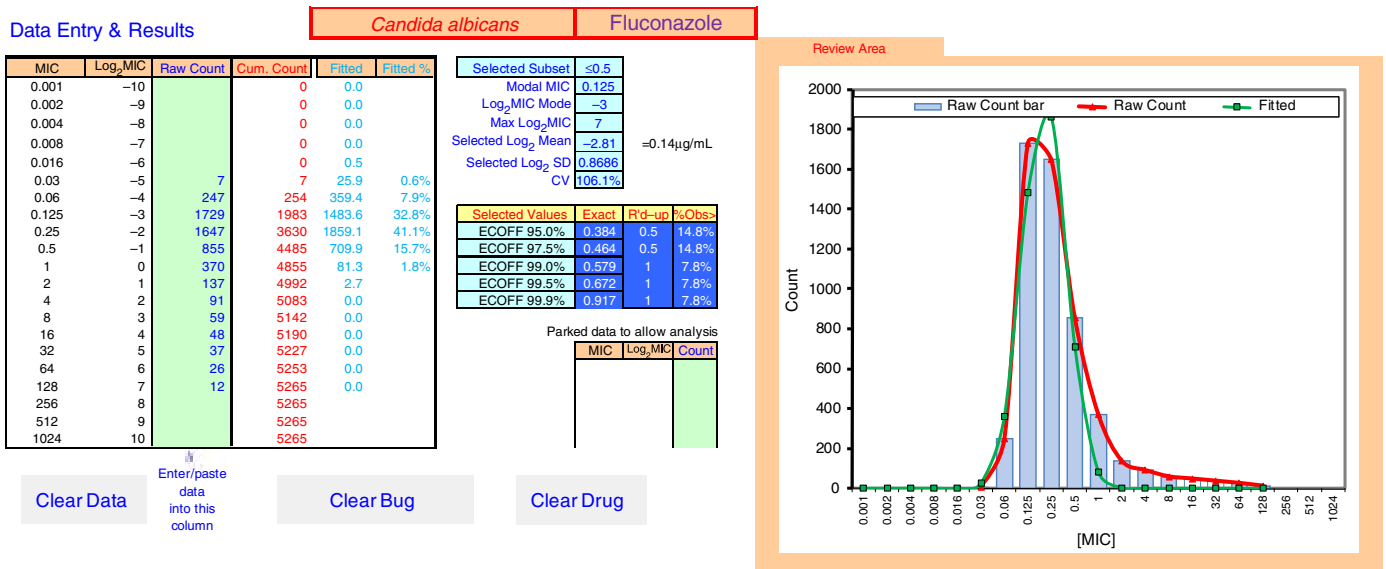 Data Entry & Results
Candida albicans Fluconazole
MIC Log2MIC Raw Count Cum. Count Fitted Fitted %
0.001 –10 0 0.0
0.002 –9 0 0.0
0.004 –8 0 0.0
0.008 –7 0 0.0
0.016 –6 0 0.5
0.03 –5 7 7 25.9 0.6%
0.06 –4 247 254 359.4 7.9%
0.125 –3 1729 1983 1483.6 32.8%
0.25 –2 1647 3630 1859.1 41.1%
0.5 –1 855 4485 709.9 15.7%
1 0 370 4855 81.3 1.8%
2 1 137 4992 2.7
4 2 91 5083 0.0
8 3 59 5142 0.0
16 4 48 5190 0.0
32 5 37 5227 0.0
64 6 26 5253 0.0
128 7 12 5265 0.0
256 8 5265
512 9 5265
1024 10 5265
Clear Data
Enter/paste
data
into this
column
Clear Bug
Clear Drug
Selected Subset ≤0.5
Modal MIC 0.125
Log2MIC Mode –3
Max Log2MIC 7
Selected Log2 Mean –2.81 =0.14µg/mL
Selected Log2 SD 0.8686
CV 106.1%
Selected Values Exact R'd–up %Obs>
ECOFF 95.0% 0.384 0.5 14.8%
ECOFF 97.5% 0.464 0.5 14.8%
ECOFF 99.0% 0.579 1 7.8%
ECOFF 99.5% 0.672 1 7.8%
ECOFF 99.9% 0.917 1 7.8%
Parked data to allow analysis
MIC Log2MIC Count
Review Area
Raw Count bar Raw Count Fitted
2000
1800
1600
1400
1200
1000
800
600
400
200
0
Count
0.001 0.002 0.004 0.008 0.016 0.03 0.06 0.125 0.25 0.5 1 2 4 8 16 32 64 128 256 512 1024
[MIC]